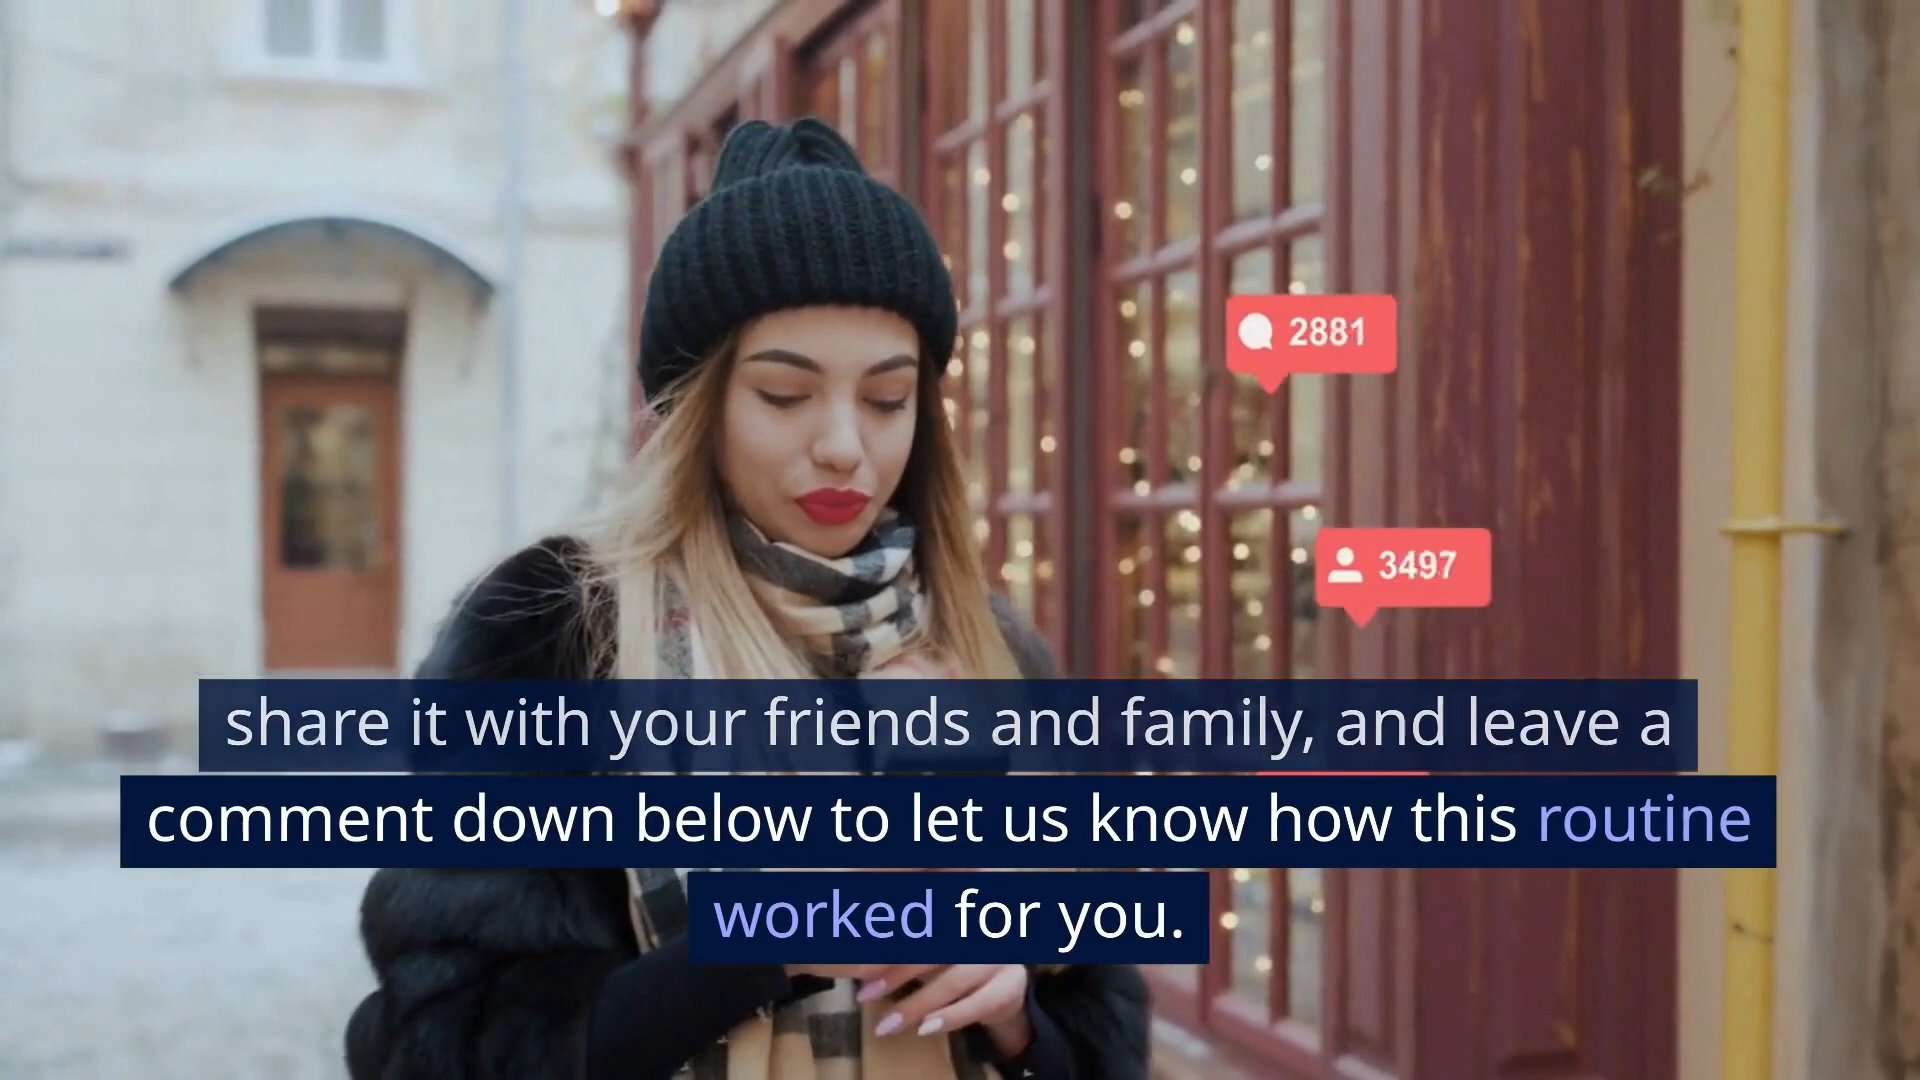 2881
3497
share it with your friends and family, and leave a
comment down below to let us know how this routine
worked for you.